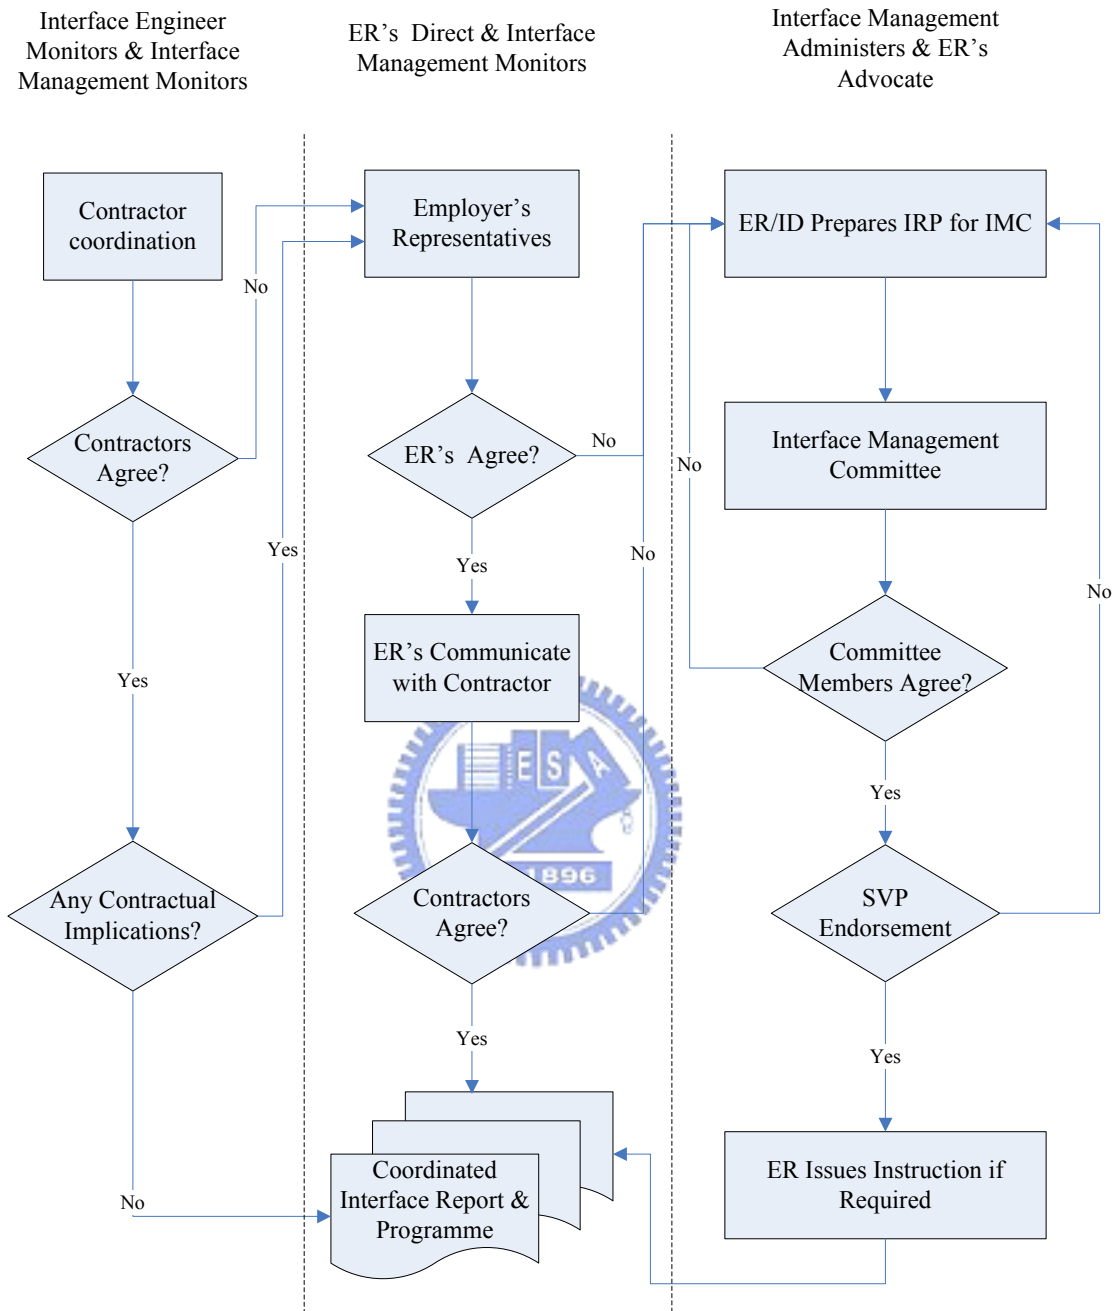 Interface Engineer
Monitors & Interface
Management Monitors
ER's Direct & Interface
Management Monitors
Interface Management
Administers & ER's
Advocate
Contractor
coordination
Employer's
Representatives
ER/ID Prepares IRP for IMC
No
Contractors
Agree?
ER's Agree?
No
No
Interface Management
Committee
Yes
Yes
No
No
Yes
ER's Communicate
with Contractor
Committee
Members Agree?
ESA
1896
Yes
Any Contractual
Implications?
Contractors
Agree?
SVP
Endorsement
Yes
Yes
No
Coordinated
Interface Report &
Programme
ER Issues Instruction if
Required